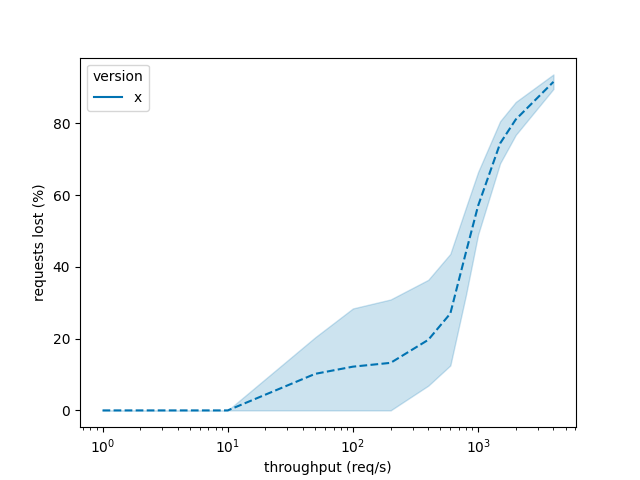 version
x
requests lost (%)
80
60
40
20
0
10⁰
10¹
10²
10³
throughput (req/s)